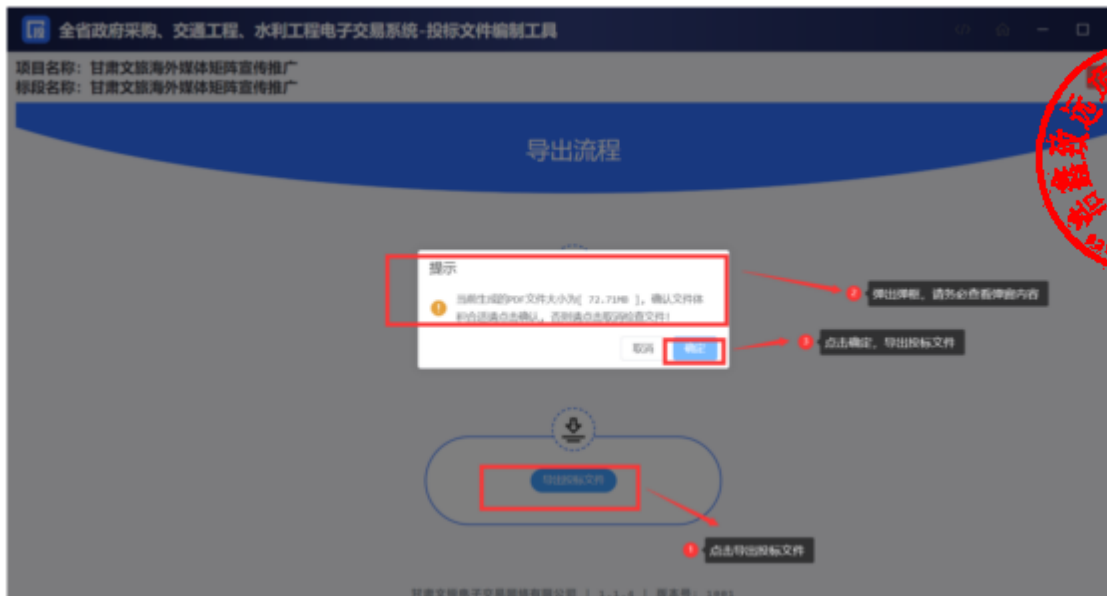 全省政府采购、交通工程、水利工程电子交易系统-投标文件编制工具
项目名称：甘肃文旅海外媒体矩阵宣传推广
标段名称：甘肃文旅海外媒体矩阵宣传推广
导出流程
提示
当前生成的PDF文件大小为[ 72.71MB ]，确认文件体
积合适请点击确认，否则请点击取消检查文件！
取消 确定
2 弹出弹框，请务必查看弹窗内容
3 点击确定，导出投标文件
导出投标文件
1 点击导出投标文件